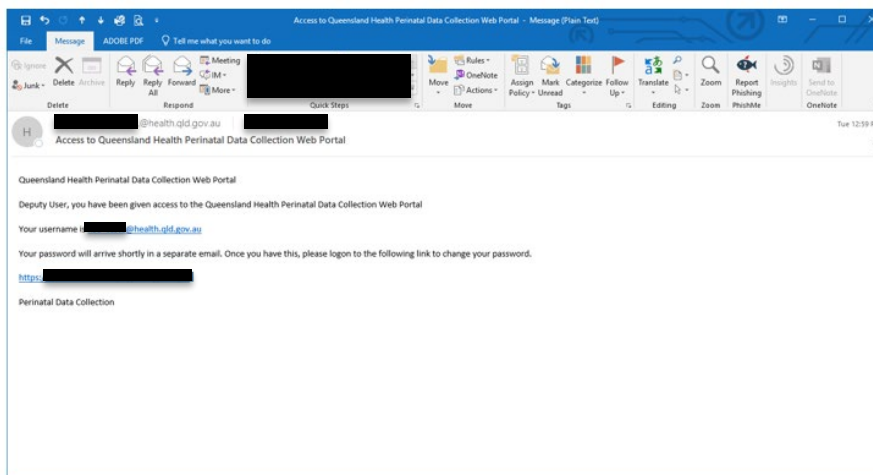 Access to Queensland Health Perinatal Data Collection Web Portal - Message (Plain Text)
File Message ADOBE PDF Tell me what you want to do
Ignore
Junk
Delete Archive
Reply Reply All Forward
Meeting
IM
More
Move
Rules
OneNote
Actions
Assign Policy Mark Unread Categorize Follow Up
Translate
Zoom
Report Phishing
Insights
Send to OneNote
Delete Respond Quick Steps Move Tags Editing Zoom PhishMe OneNote
H
@health.qld.gov.au
Tue 12:59
Access to Queensland Health Perinatal Data Collection Web Portal
Queensland Health Perinatal Data Collection Web Portal
Deputy User, you have been given access to the Queensland Health Perinatal Data Collection Web Portal
Your username is @health.qld.gov.au
Your password will arrive shortly in a separate email. Once you have this, please logon to the following link to change your password.
https:
Perinatal Data Collection